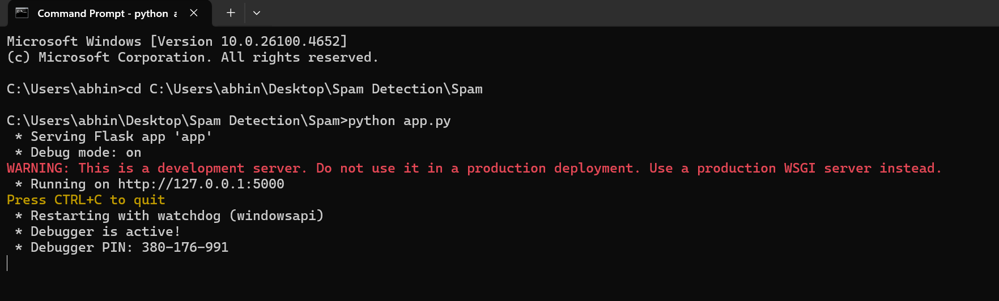 Command Prompt - python a
Microsoft Windows [Version 10.0.26100.4652]
(c) Microsoft Corporation. All rights reserved.
C:\Users\abhin>cd C:\Users\abhin\Desktop\Spam Detection\Spam
C:\Users\abhin\Desktop\Spam Detection\Spam>python app.py
 * Serving Flask app 'app'
 * Debug mode: on
WARNING: This is a development server. Do not use it in a production deployment. Use a production WSGI server instead.
 * Running on http://127.0.0.1:5000
Press CTRL+C to quit
 * Restarting with watchdog (windowsapi)
 * Debugger is active!
 * Debugger PIN: 380-176-991